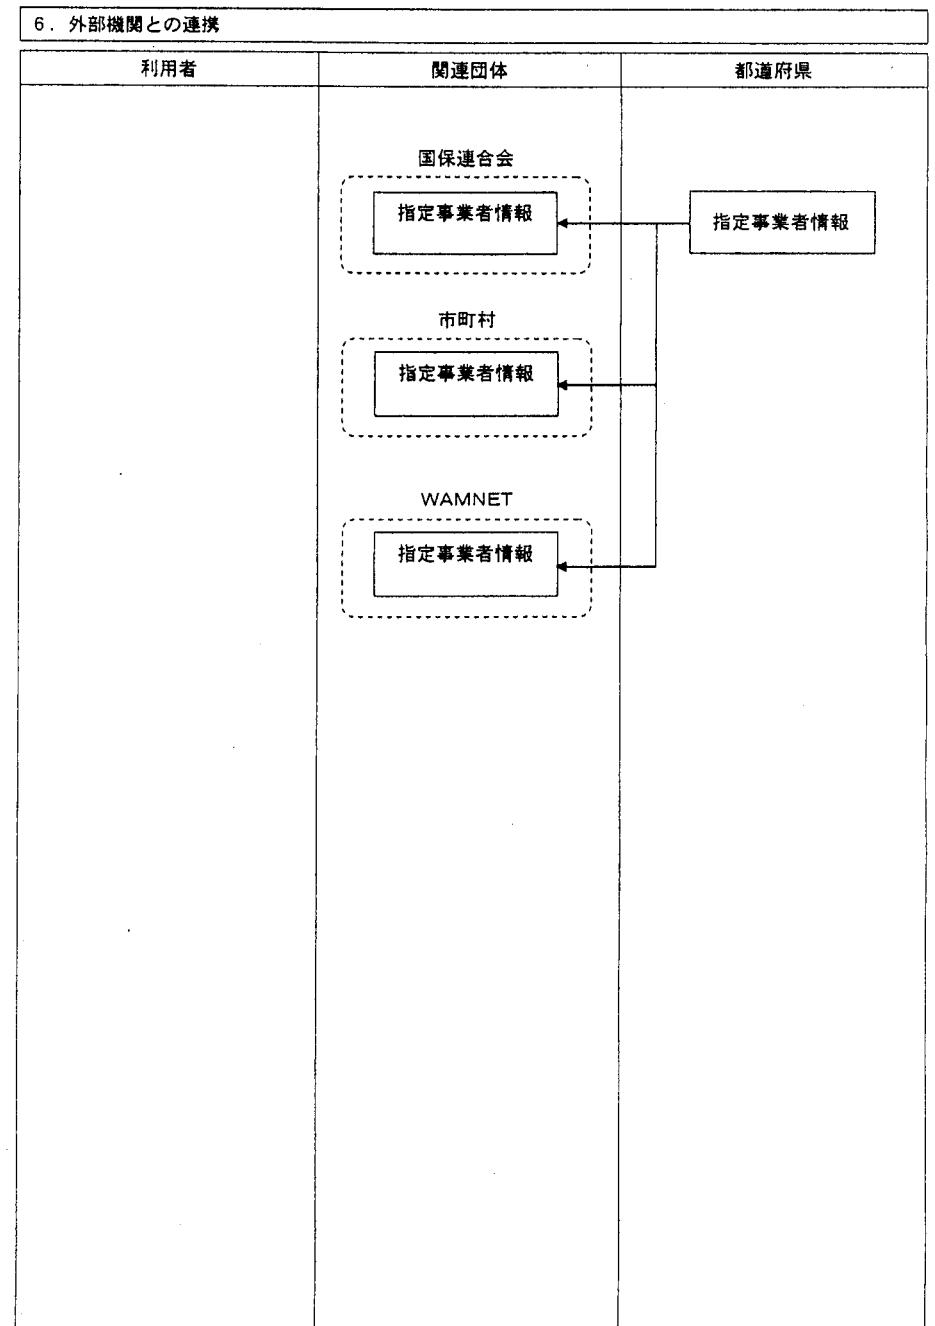 6．外部機関との連携
利用者
関連団体
都道府県
国保連合会
指定事業者情報
指定事業者情報
市町村
指定事業者情報
WAMNET
指定事業者情報